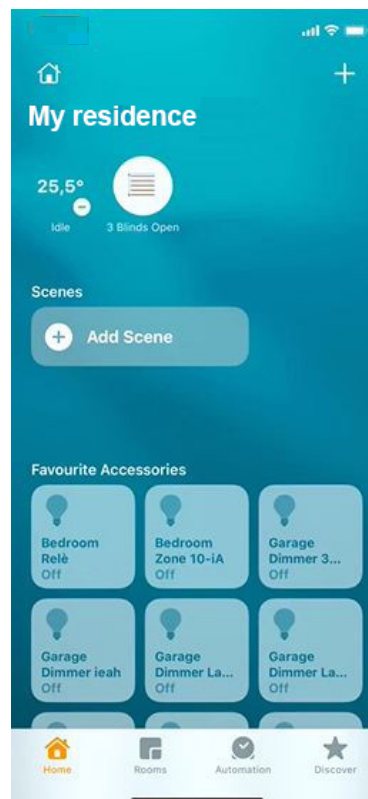 My residence
25,5°
Idle
3 Blinds Open
Scenes
Add Scene
Favourite Accessories
Bedroom
Relè
Off
Bedroom
Zone 10-iA
Off
Garage
Dimmer 3...
Off
Garage
Dimmer ieah
Off
Garage
Dimmer La...
Off
Garage
Dimmer La...
Off
Home
Rooms
Automation
Discover